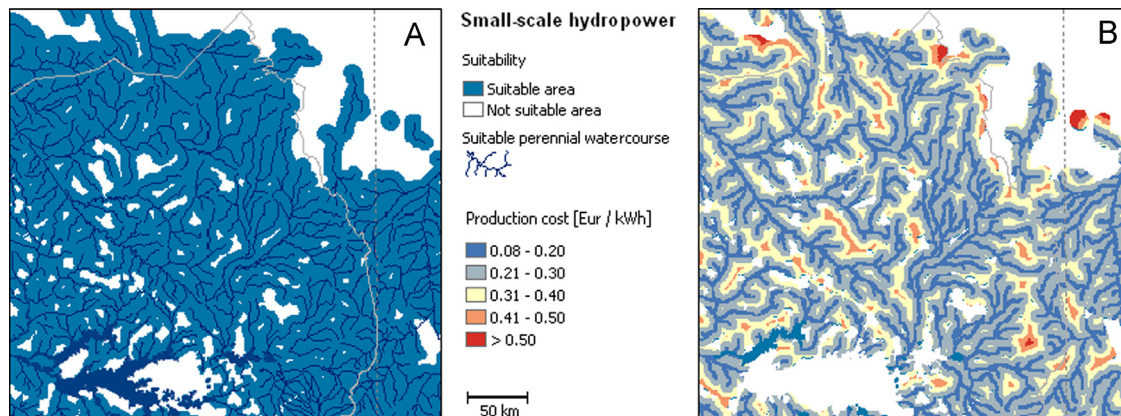 A
Small-scale hydropower
Suitability
Suitable area
Not suitable area
Suitable perennial watercourse
Production cost [Eur / kWh]
0.08 - 0.20
0.21 - 0.30
0.31 - 0.40
0.41 - 0.50
> 0.50
50 km
B